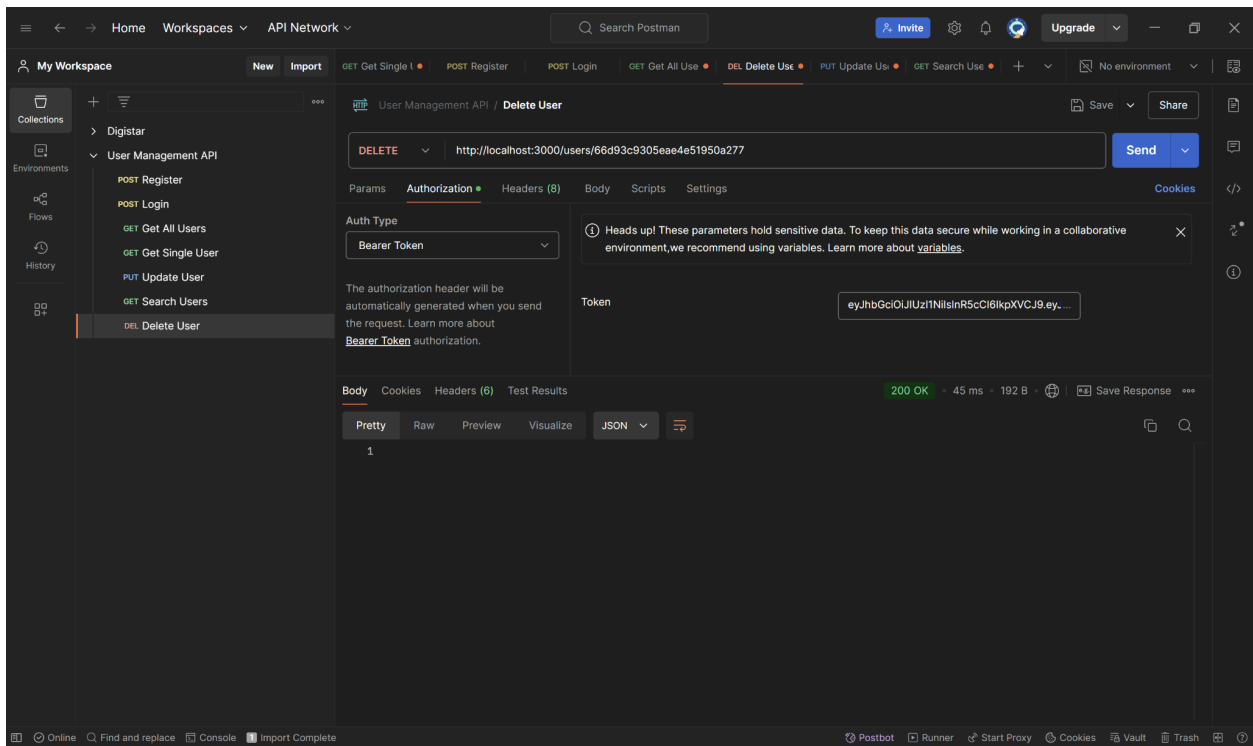 Home Workspaces API Network Search Postman Invite Upgrade
My Workspace New Import GET Get Single U POST Register POST Login GET Get All Use DEL Delete Use PUT Update Use GET Search Use No environment
Collections
Environments
Flows
History
Digistar
User Management API
POST Register
POST Login
GET Get All Users
GET Get Single User
PUT Update User
GET Search Users
DEL Delete User
HTTP User Management API / Delete User Save Share
DELETE http://localhost:3000/users/66d93c9305eae4e51950a277 Send
Params Authorization Headers (8) Body Scripts Settings Cookies
Auth Type
Bearer Token
The authorization header will be
automatically generated when you send
the request. Learn more about
Bearer Token authorization.
Heads up! These parameters hold sensitive data. To keep this data secure while working in a collaborative
environment,we recommend using variables. Learn more about variables.
Token eyJhbGciOiJIUzI1NiIsInR5cCI6IkpXVCJ9.ey...
Body Cookies Headers (6) Test Results 200 OK 45 ms 192 B Save Response
Pretty Raw Preview Visualize JSON
1
Online Find and replace Console 1 Import Complete Postbot Runner Start Proxy Cookies Vault Trash